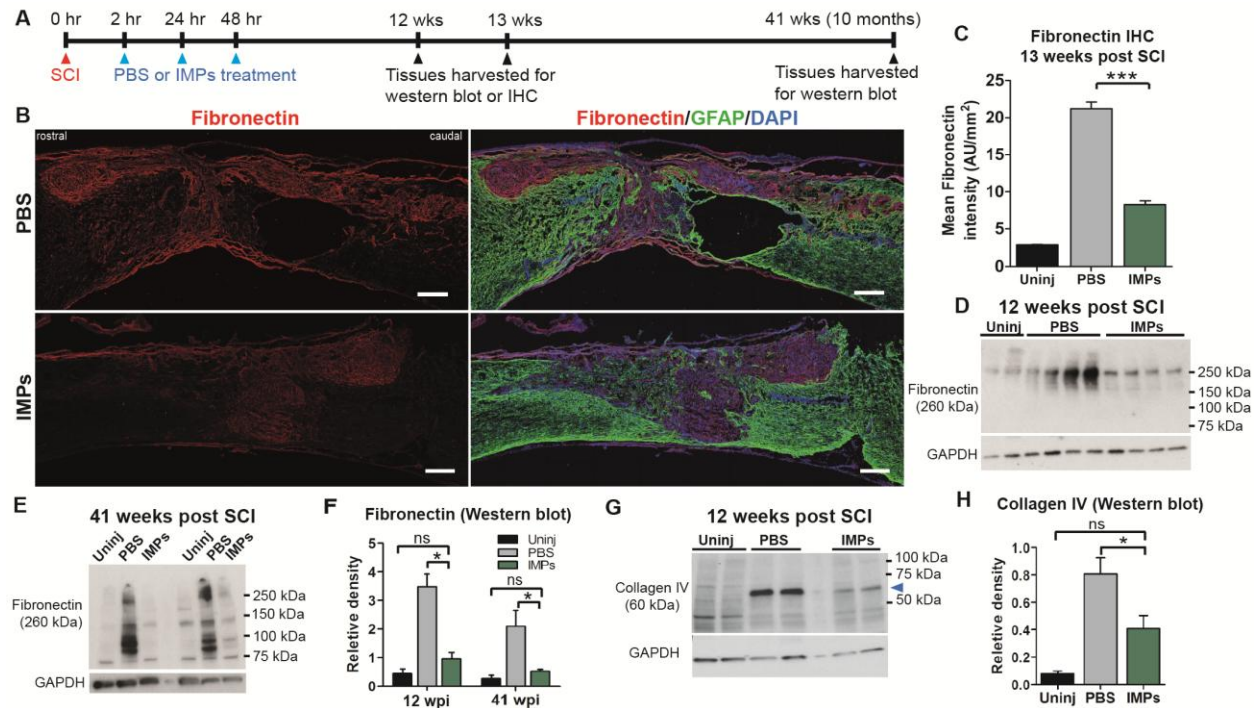 A
0 hr 2 hr 24 hr 48 hr 12 wks 13 wks 41 wks (10 months)
SCI PBS or IMPs treatment
Tissues harvested for
western blot or IHC
Tissues harvested
for western blot
B
Fibronectin
Fibronectin/GFAP/DAPI
rostral caudal
PBS
IMPs
C
Fibronectin IHC
13 weeks post SCI
***
Mean Fibronectin
intensity (AU/mm²)
25
20
15
10
5
0
Uninj PBS IMPs
D
12 weeks post SCI
Uninj PBS IMPs
Fibronectin
(260 kDa)
250 kDa
150 kDa
100 kDa
75 kDa
GAPDH
E
41 weeks post SCI
Uninj PBS IMPs Uninj PBS IMPs
Fibronectin
(260 kDa)
250 kDa
150 kDa
100 kDa
75 kDa
GAPDH
F
Fibronectin (Western blot)
Reletive density
5
4
3
2
1
0
ns
*
Uninj
PBS
IMPs
ns
*
12 wpi 41 wpi
G
12 weeks post SCI
Uninj PBS IMPs
Collagen IV
(60 kDa)
100 kDa
75 kDa
50 kDa
GAPDH
H
Collagen IV (Western blot)
ns
*
Reletive density
1.0
0.8
0.6
0.4
0.2
0.0
Uninj PBS IMPs